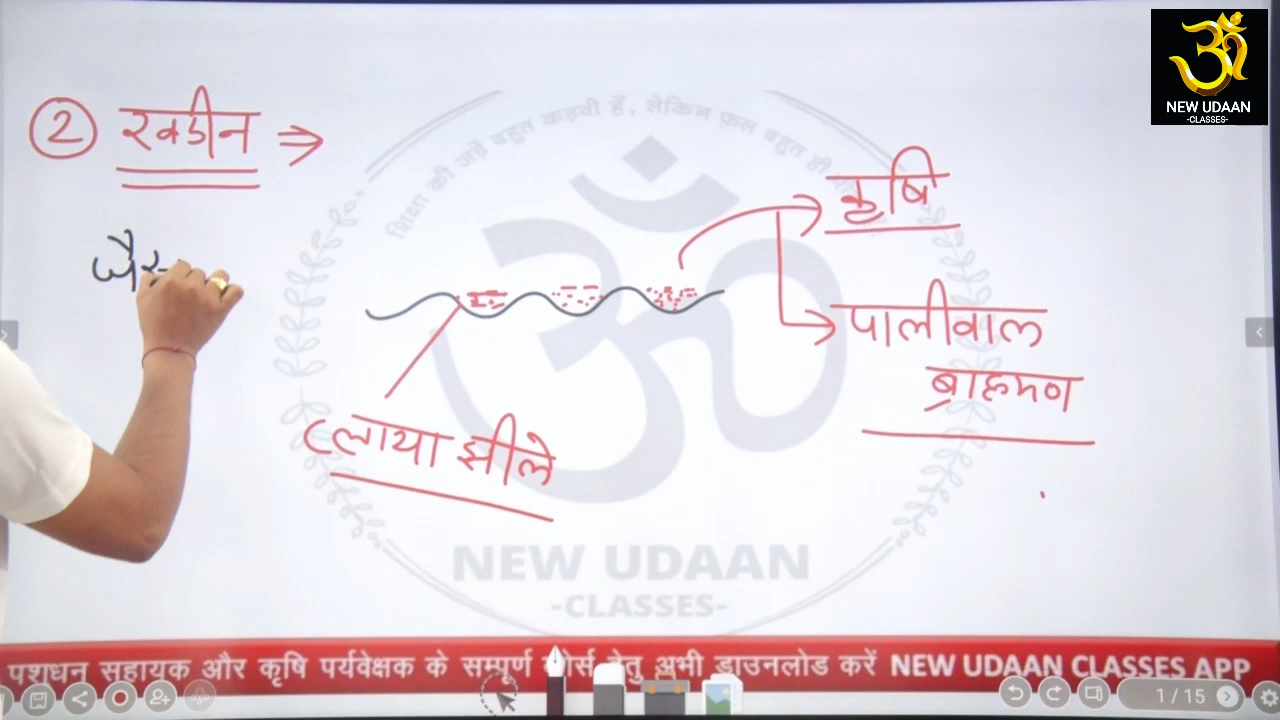 ॐ
NEW UDAAN
-CLASSES-
शिक्षा की जड़ें बहुत कड़वी हैं, लेकिन फ़ल बहुत ही
② खडीन ⇒
कृषि
जैस
पालीवाल
ब्राह्मण
प्लाया झीले
NEW UDAAN
-CLASSES-
पशुधन सहायक और कृषि पर्यवेक्षक के सम्पूर्ण कोर्स हेतु अभी डाउनलोड करें NEW UDAAN CLASSES APP
1 / 15